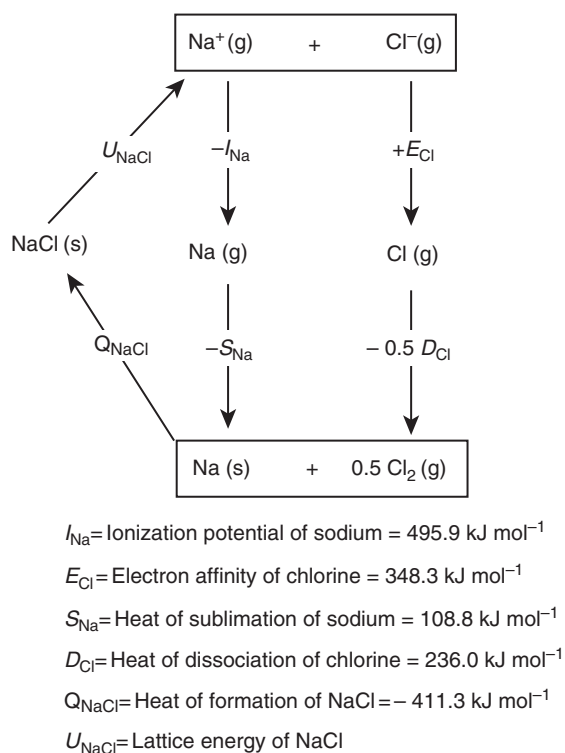 Na⁺(g) + Cl⁻(g)
U_NaCl –I_Na +E_Cl
NaCl (s) Na (g) Cl (g)
Q_NaCl –S_Na – 0.5 D_Cl
Na (s) + 0.5 Cl₂ (g)
I_Na= Ionization potential of sodium = 495.9 kJ mol⁻¹
E_Cl= Electron affinity of chlorine = 348.3 kJ mol⁻¹
S_Na= Heat of sublimation of sodium = 108.8 kJ mol⁻¹
D_Cl= Heat of dissociation of chlorine = 236.0 kJ mol⁻¹
Q_NaCl= Heat of formation of NaCl = – 411.3 kJ mol⁻¹
U_NaCl= Lattice energy of NaCl